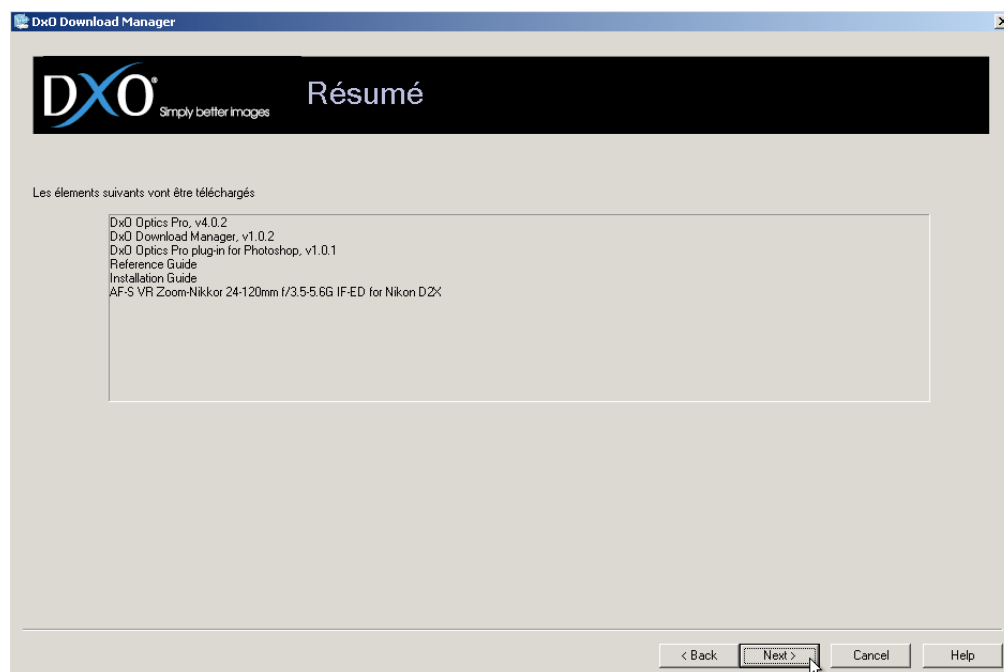 DxO Download Manager
DXO® Simply better images
Résumé
Les élements suivants vont être téléchargés
DxO Optics Pro, v4.0.2
DxO Download Manager, v1.0.2
DxO Optics Pro plug-in for Photoshop, v1.0.1
Reference Guide
Installation Guide
AF-S VR Zoom-Nikkor 24-120mm f/3.5-5.6G IF-ED for Nikon D2X
< Back
Next >
Cancel
Help